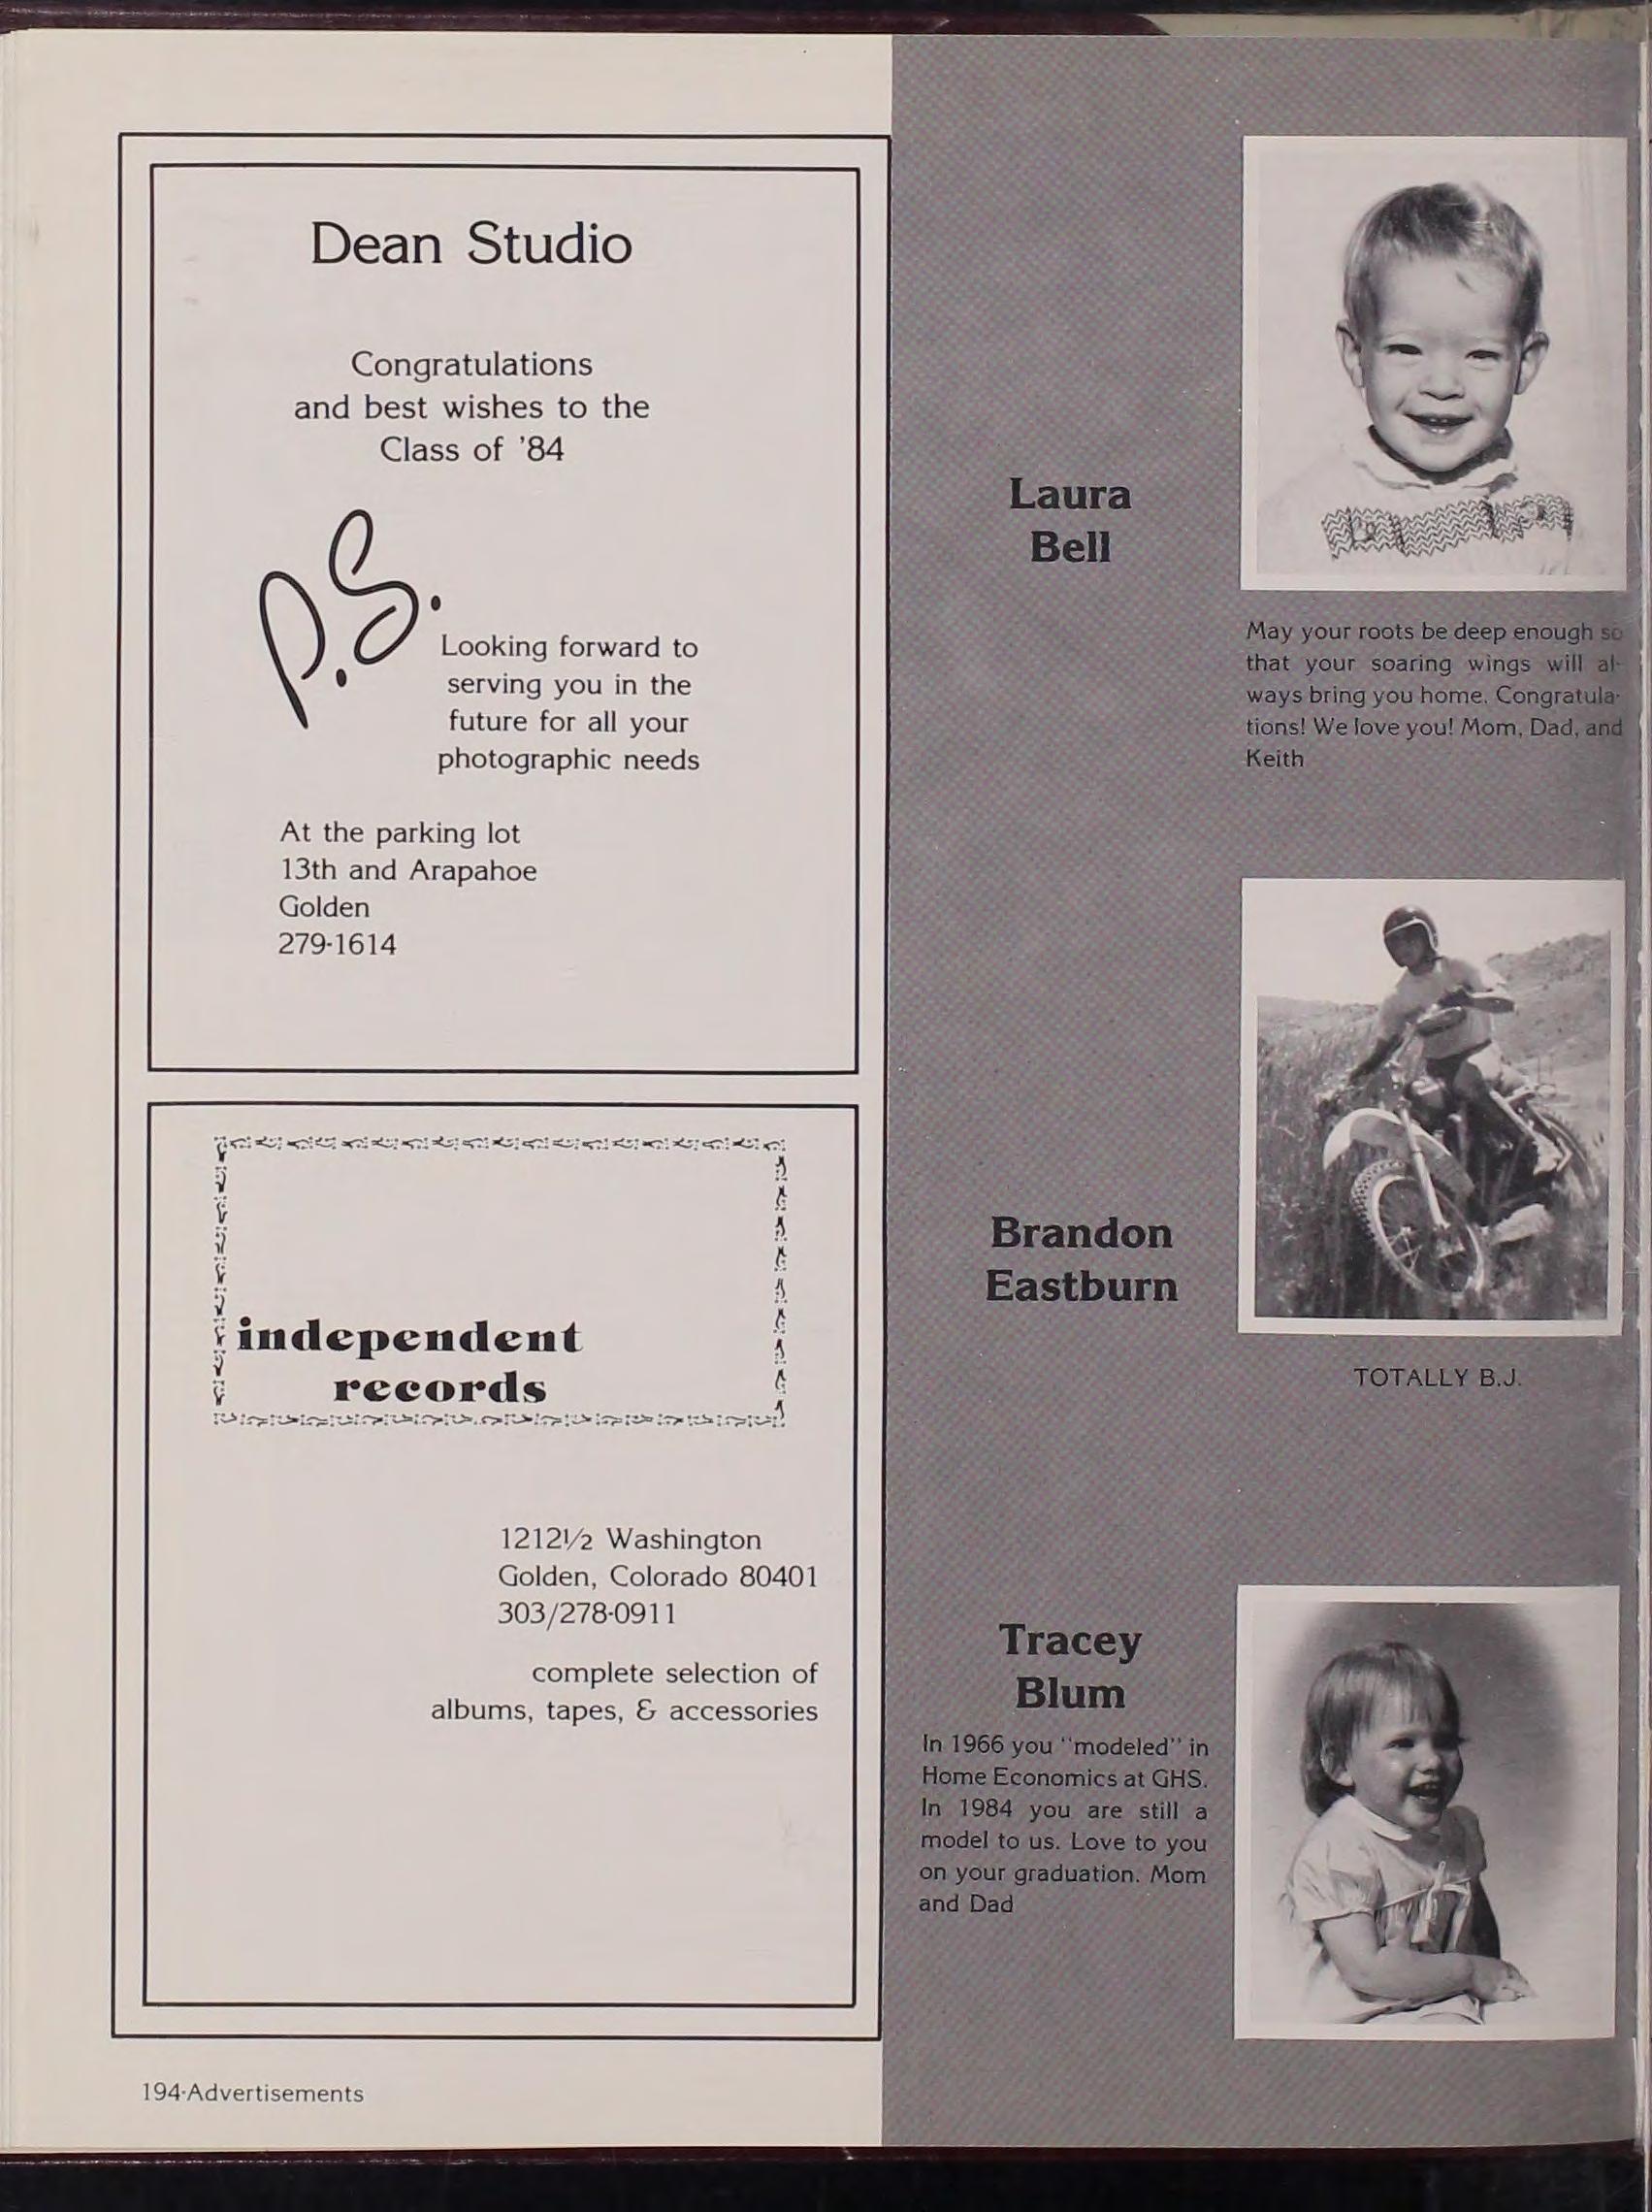 Dean Studio
Congratulations
and best wishes to the
Class of '84
P.S.
Looking forward to
serving you in the
future for all your
photographic needs
At the parking lot
13th and Arapahoe
Golden
279-1614
independent
records
1212½ Washington
Golden, Colorado 80401
303/278-0911
complete selection of
albums, tapes, & accessories
194-Advertisements
Laura
Bell
May your roots be deep enough so
that your soaring wings will al-
ways bring you home. Congratula-
tions! We love you! Mom, Dad, and
Keith
Brandon
Eastburn
TOTALLY B.J.
Tracey
Blum
In 1966 you "modeled" in
Home Economics at GHS.
In 1984 you are still a
model to us. Love to you
on your graduation. Mom
and Dad